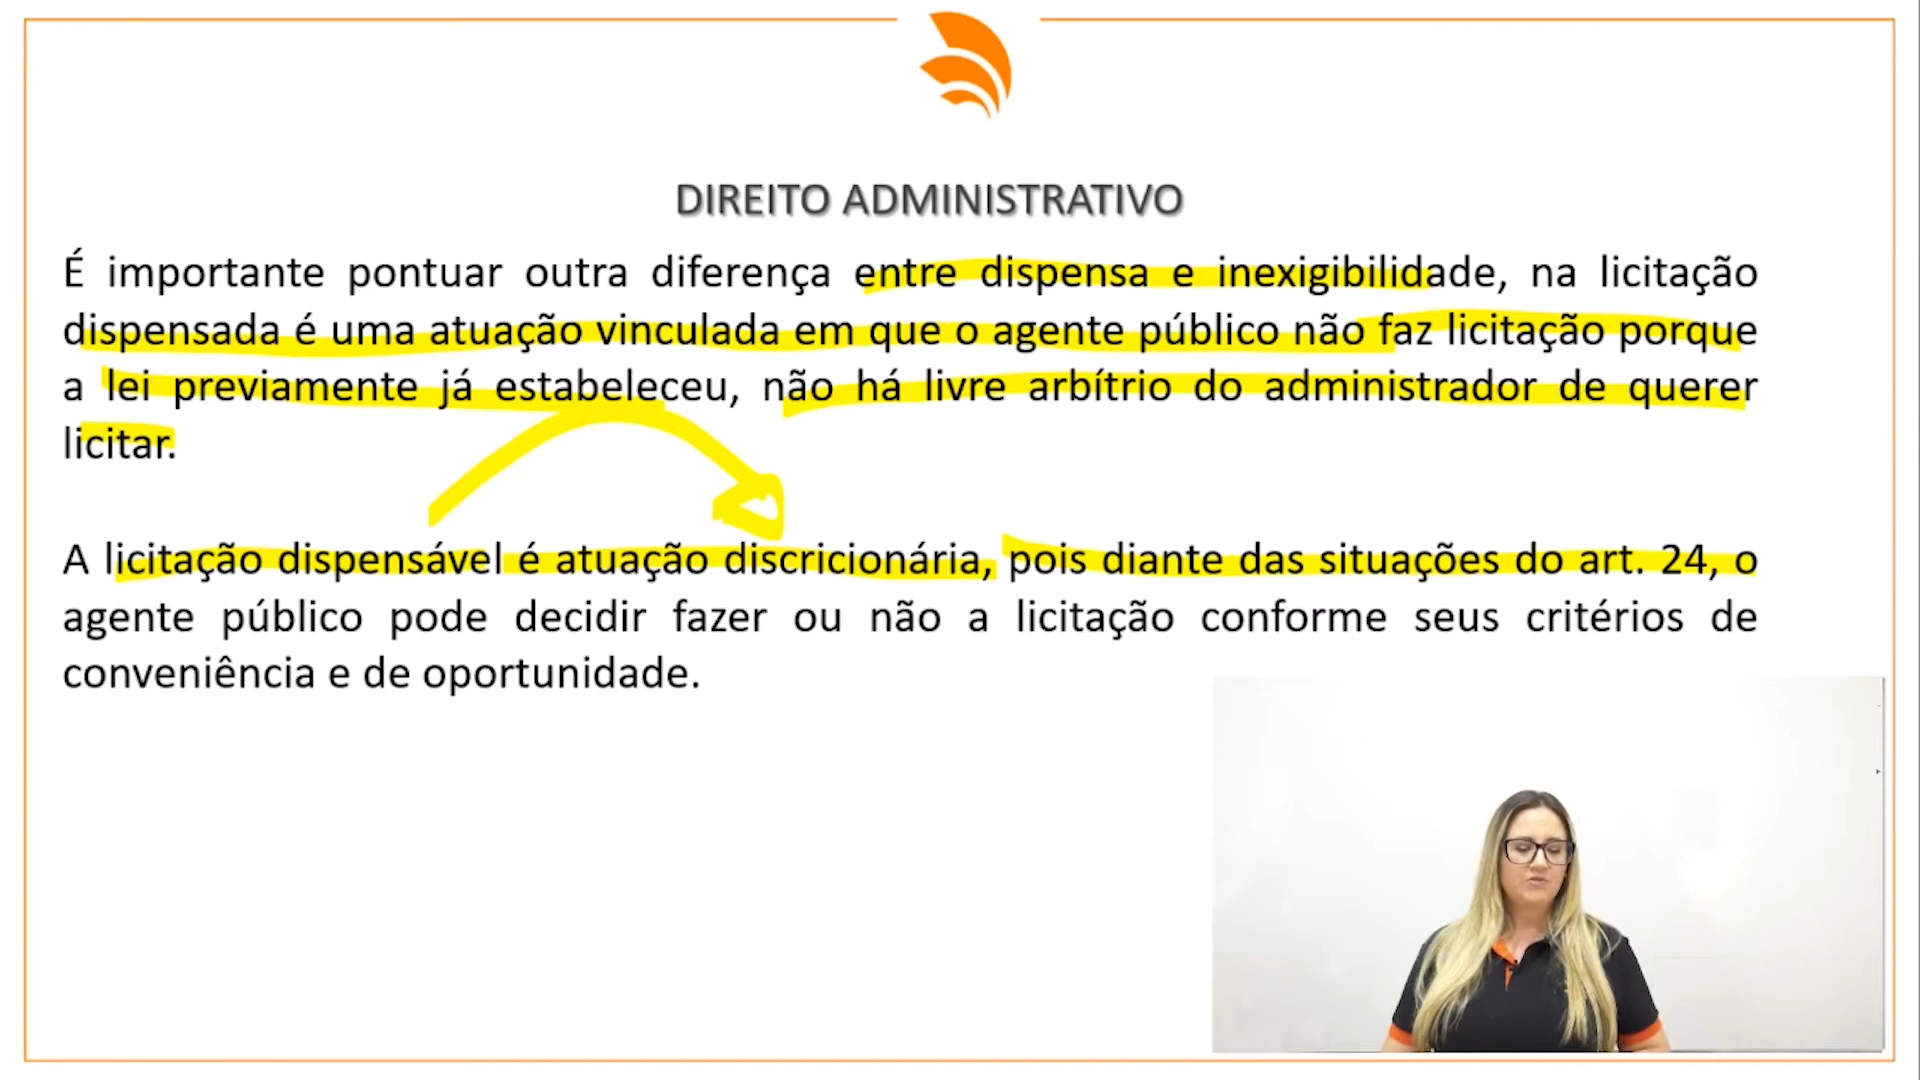 DIREITO ADMINISTRATIVO
É importante pontuar outra diferença entre dispensa e inexigibilidade, na licitação
dispensada é uma atuação vinculada em que o agente público não faz licitação porque
a lei previamente já estabeleceu, não há livre arbítrio do administrador de querer
licitar.
A licitação dispensável é atuação discricionária, pois diante das situações do art. 24, o
agente público pode decidir fazer ou não a licitação conforme seus critérios de
conveniência e de oportunidade.